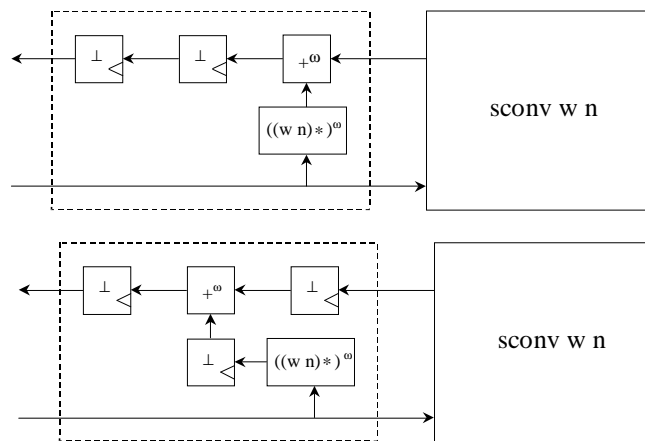 ⊥ ⊥ +^ω
sconv w n
((w n)*)^ω
⊥ +^ω ⊥
sconv w n
⊥ ((w n)*)^ω